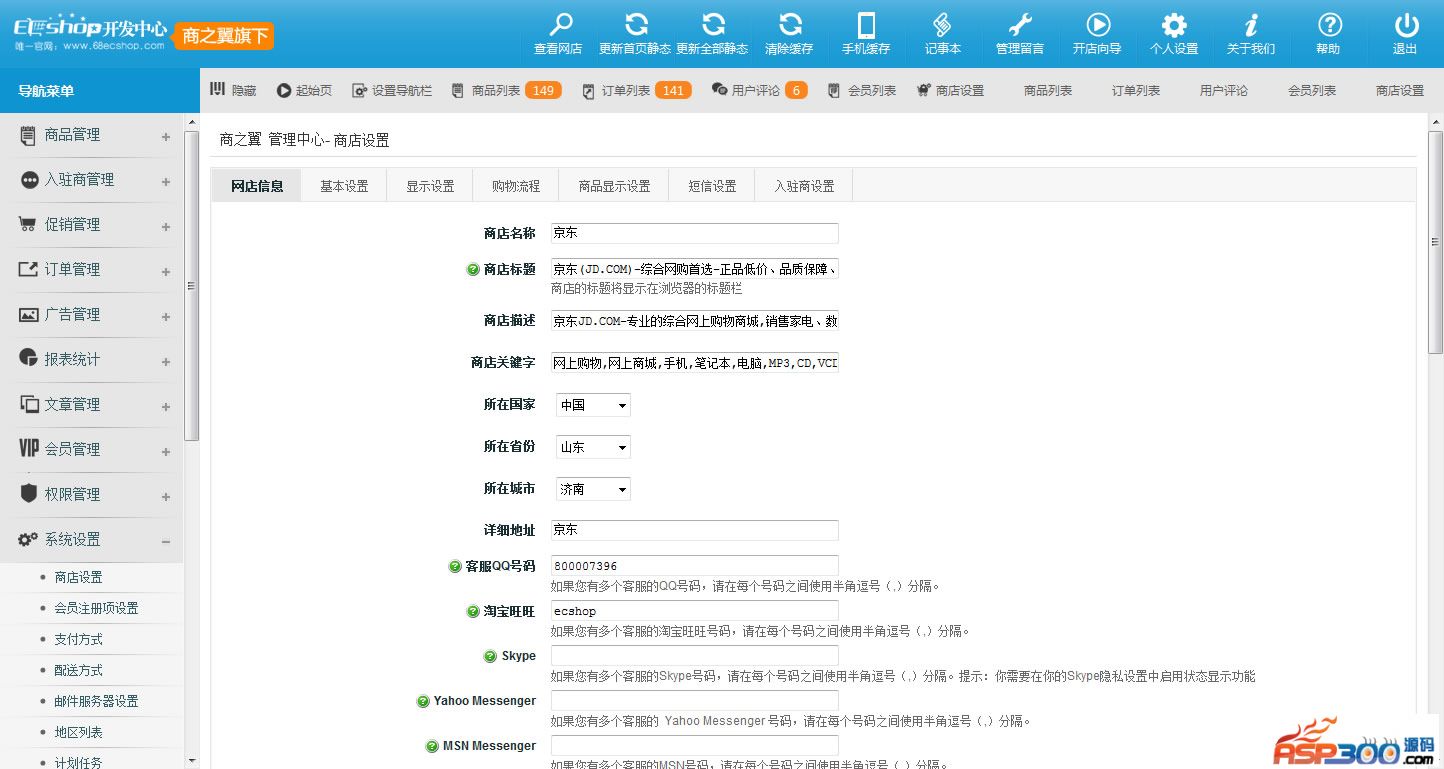 ECshop开发中心
唯一官网：www.68ecshop.com
商之翼旗下
查看网店 更新首页静态 更新全部静态 清除缓存 手机缓存 记事本 管理留言 开店向导 个人设置 关于我们 帮助 退出
导航菜单
隐藏 起始页 设置导航栏 商品列表 149 订单列表 141 用户评论 6 会员列表 商店设置 商品列表 订单列表 用户评论 会员列表 商店设置
商品管理
入驻商管理
促销管理
订单管理
广告管理
报表统计
文章管理
VIP 会员管理
权限管理
系统设置
商店设置
会员注册项设置
支付方式
配送方式
邮件服务器设置
地区列表
计划任务
商之翼 管理中心- 商店设置
网店信息 基本设置 显示设置 购物流程 商品显示设置 短信设置 入驻商设置
商店名称 京东
商店标题 京东(JD.COM)-综合网购首选-正品低价、品质保障、
商店的标题将显示在浏览器的标题栏
商店描述 京东JD.COM-专业的综合网上购物商城,销售家电、数
商店关键字 网上购物,网上商城,手机,笔记本,电脑,MP3,CD,VCD
所在国家 中国
所在省份 山东
所在城市 济南
详细地址 京东
客服QQ号码 800007396
如果您有多个客服的QQ号码，请在每个号码之间使用半角逗号（,）分隔。
淘宝旺旺 ecshop
如果您有多个客服的淘宝旺旺号码，请在每个号码之间使用半角逗号（,）分隔。
Skype
如果您有多个客服的Skype号码，请在每个号码之间使用半角逗号（,）分隔。提示：你需要在你的Skype隐私设置中启用状态显示功能
Yahoo Messenger
如果您有多个客服的 Yahoo Messenger 号码，请在每个号码之间使用半角逗号（,）分隔。
MSN Messenger
如果您有多个客服的MSN号码，请在每个号码之间使用半角逗号（,）分隔。
ASP300源码.com